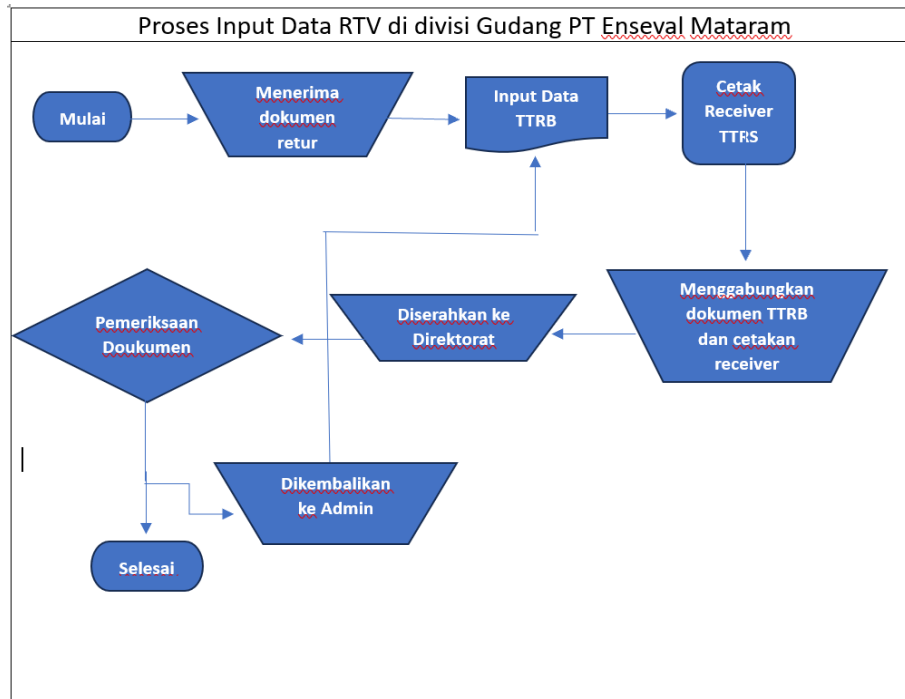 Proses Input Data RTV di divisi Gudang PT Enseval Mataram
Mulai
Menerima
dokumen
retur
Input Data
TTRB
Cetak
Receiver
TTRS
Menggabungkan
dokumen TTRB
dan cetakan
receiver
Diserahkan ke
Direktorat
Pemeriksaan
Doukumen
Dikembalikan
ke Admin
Selesai